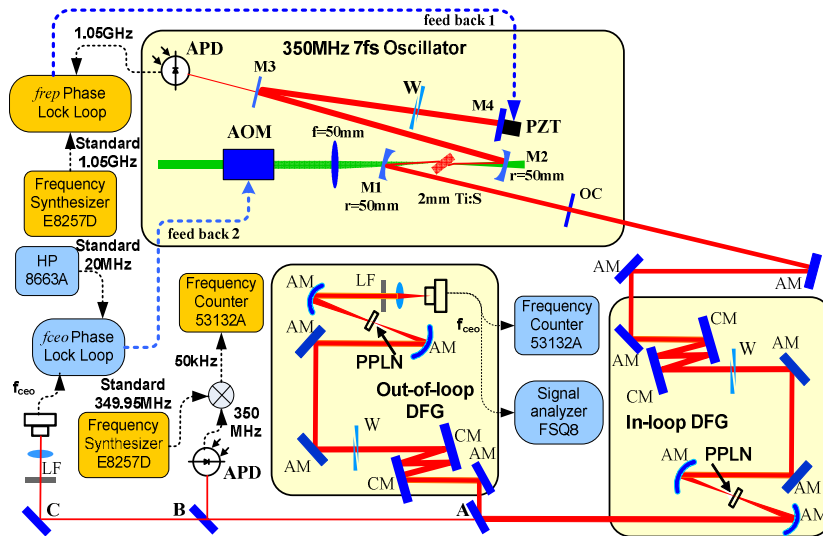 feed back 1
1.05GHz
APD
350MHz 7fs Oscillator
M3
W
M4
PZT
frep Phase
Lock Loop
Standard
1.05GHz
AOM
f=50mm
M2
r=50mm
M1
r=50mm
2mm Ti:S
OC
Frequency
Synthesizer
E8257D
feed back 2
Standard
20MHz
HP
8663A
Frequency
Counter
53132A
AM
LF
fceo
AM
AM
AM
PPLN
Frequency
Counter
53132A
AM
CM
AM
CM
W
AM
fceo Phase
Lock Loop
50kHz
fceo
Standard
349.95MHz
350
MHz
Out-of-loop
DFG
Signal
analyzer
FSQ8
In-loop DFG
Frequency
Synthesizer
E8257D
LF
APD
AM
W
CM
AM
CM
AM
PPLN
AM
AM
C
B
A